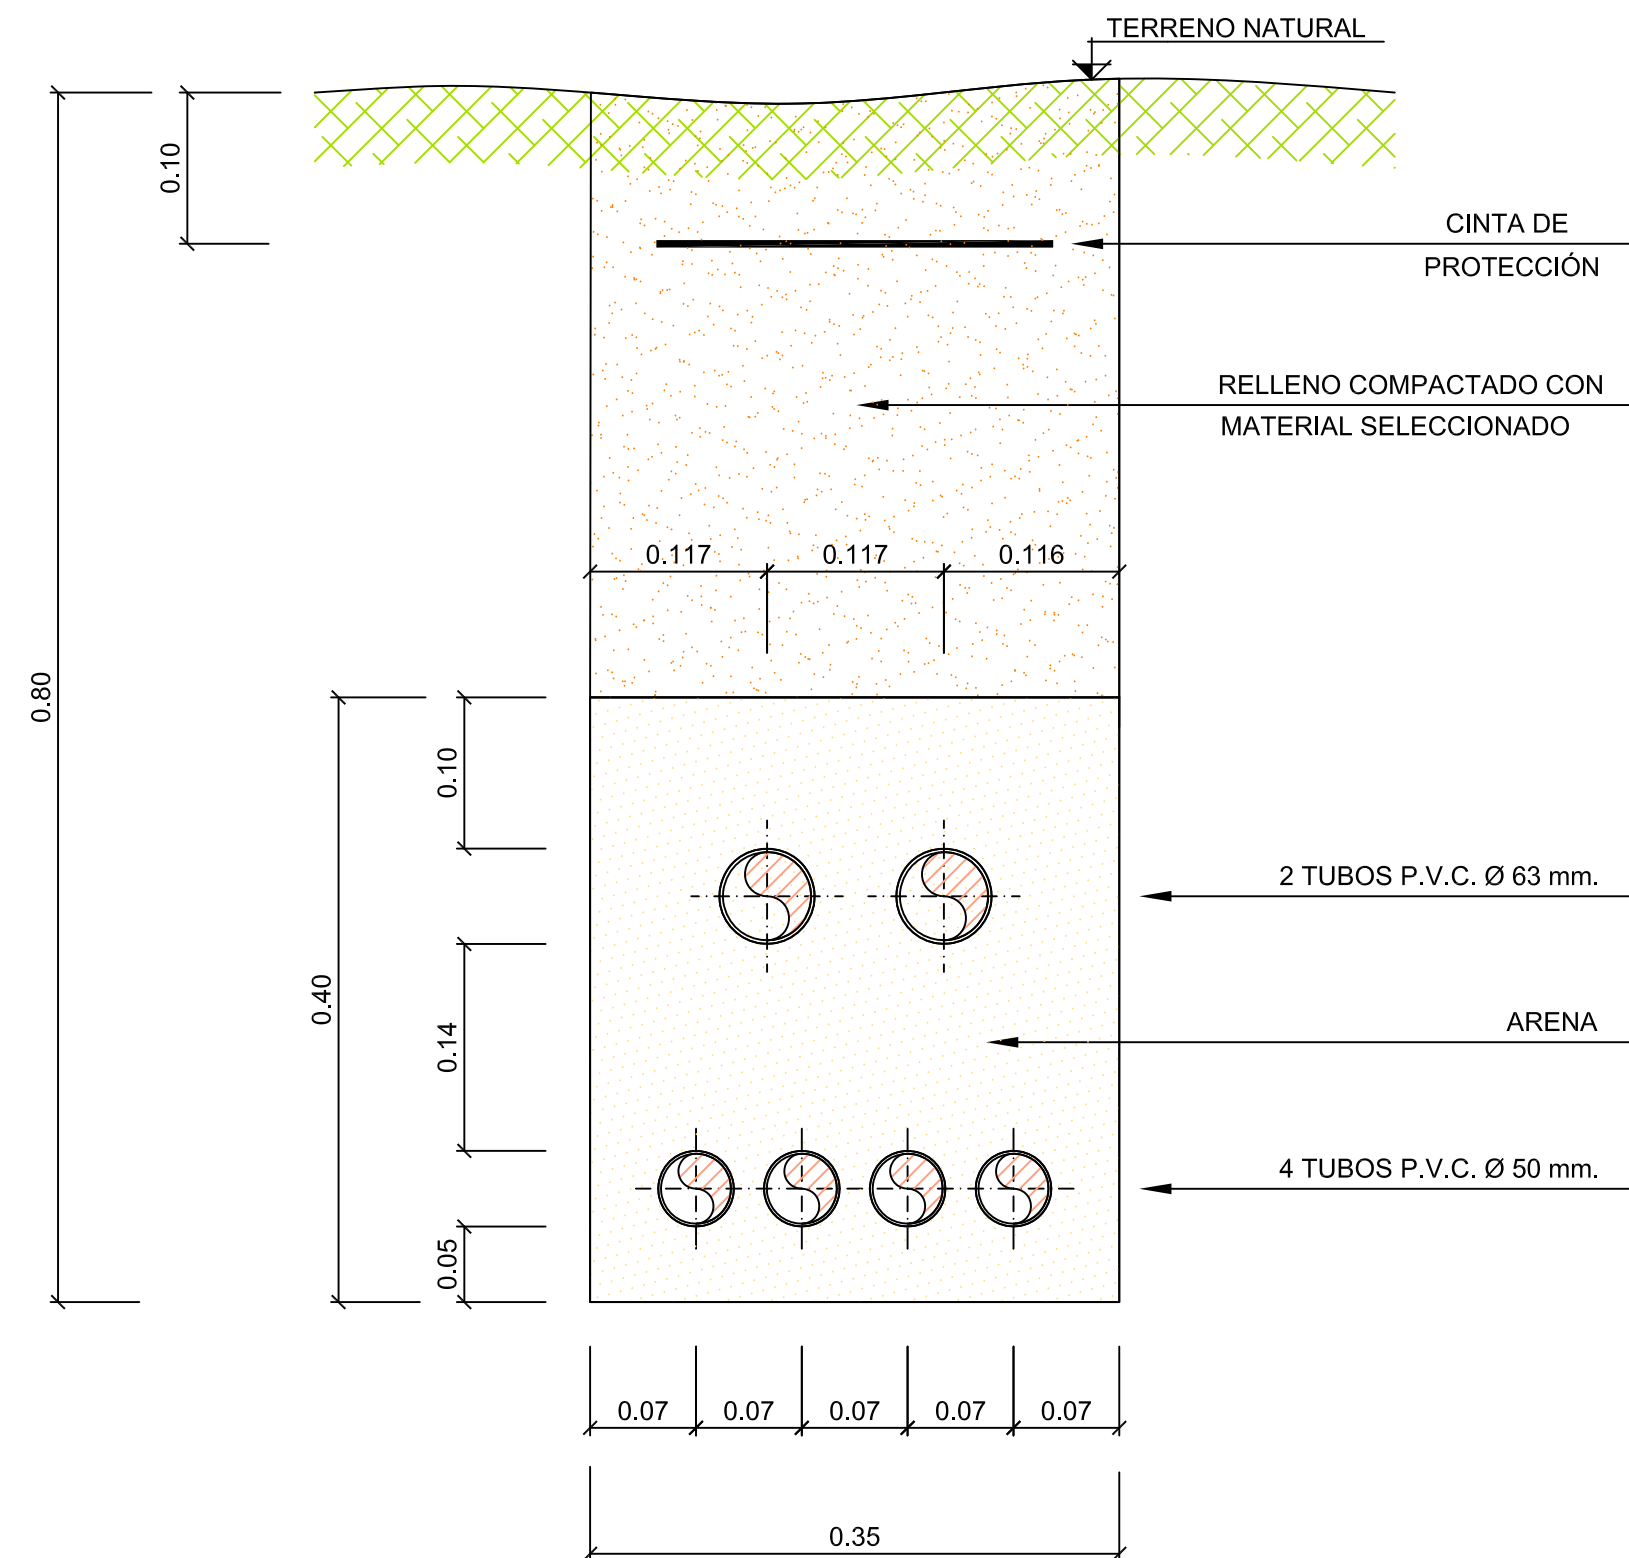 TERRENO NATURAL
0.10
CINTA DE
PROTECCIÓN
RELLENO COMPACTADO CON
MATERIAL SELECCIONADO
0.117 0.117 0.116
0.80
0.10
2 TUBOS P.V.C. Ø 63 mm.
0.40
0.14
ARENA
4 TUBOS P.V.C. Ø 50 mm.
0.05
0.07 0.07 0.07 0.07 0.07
0.35